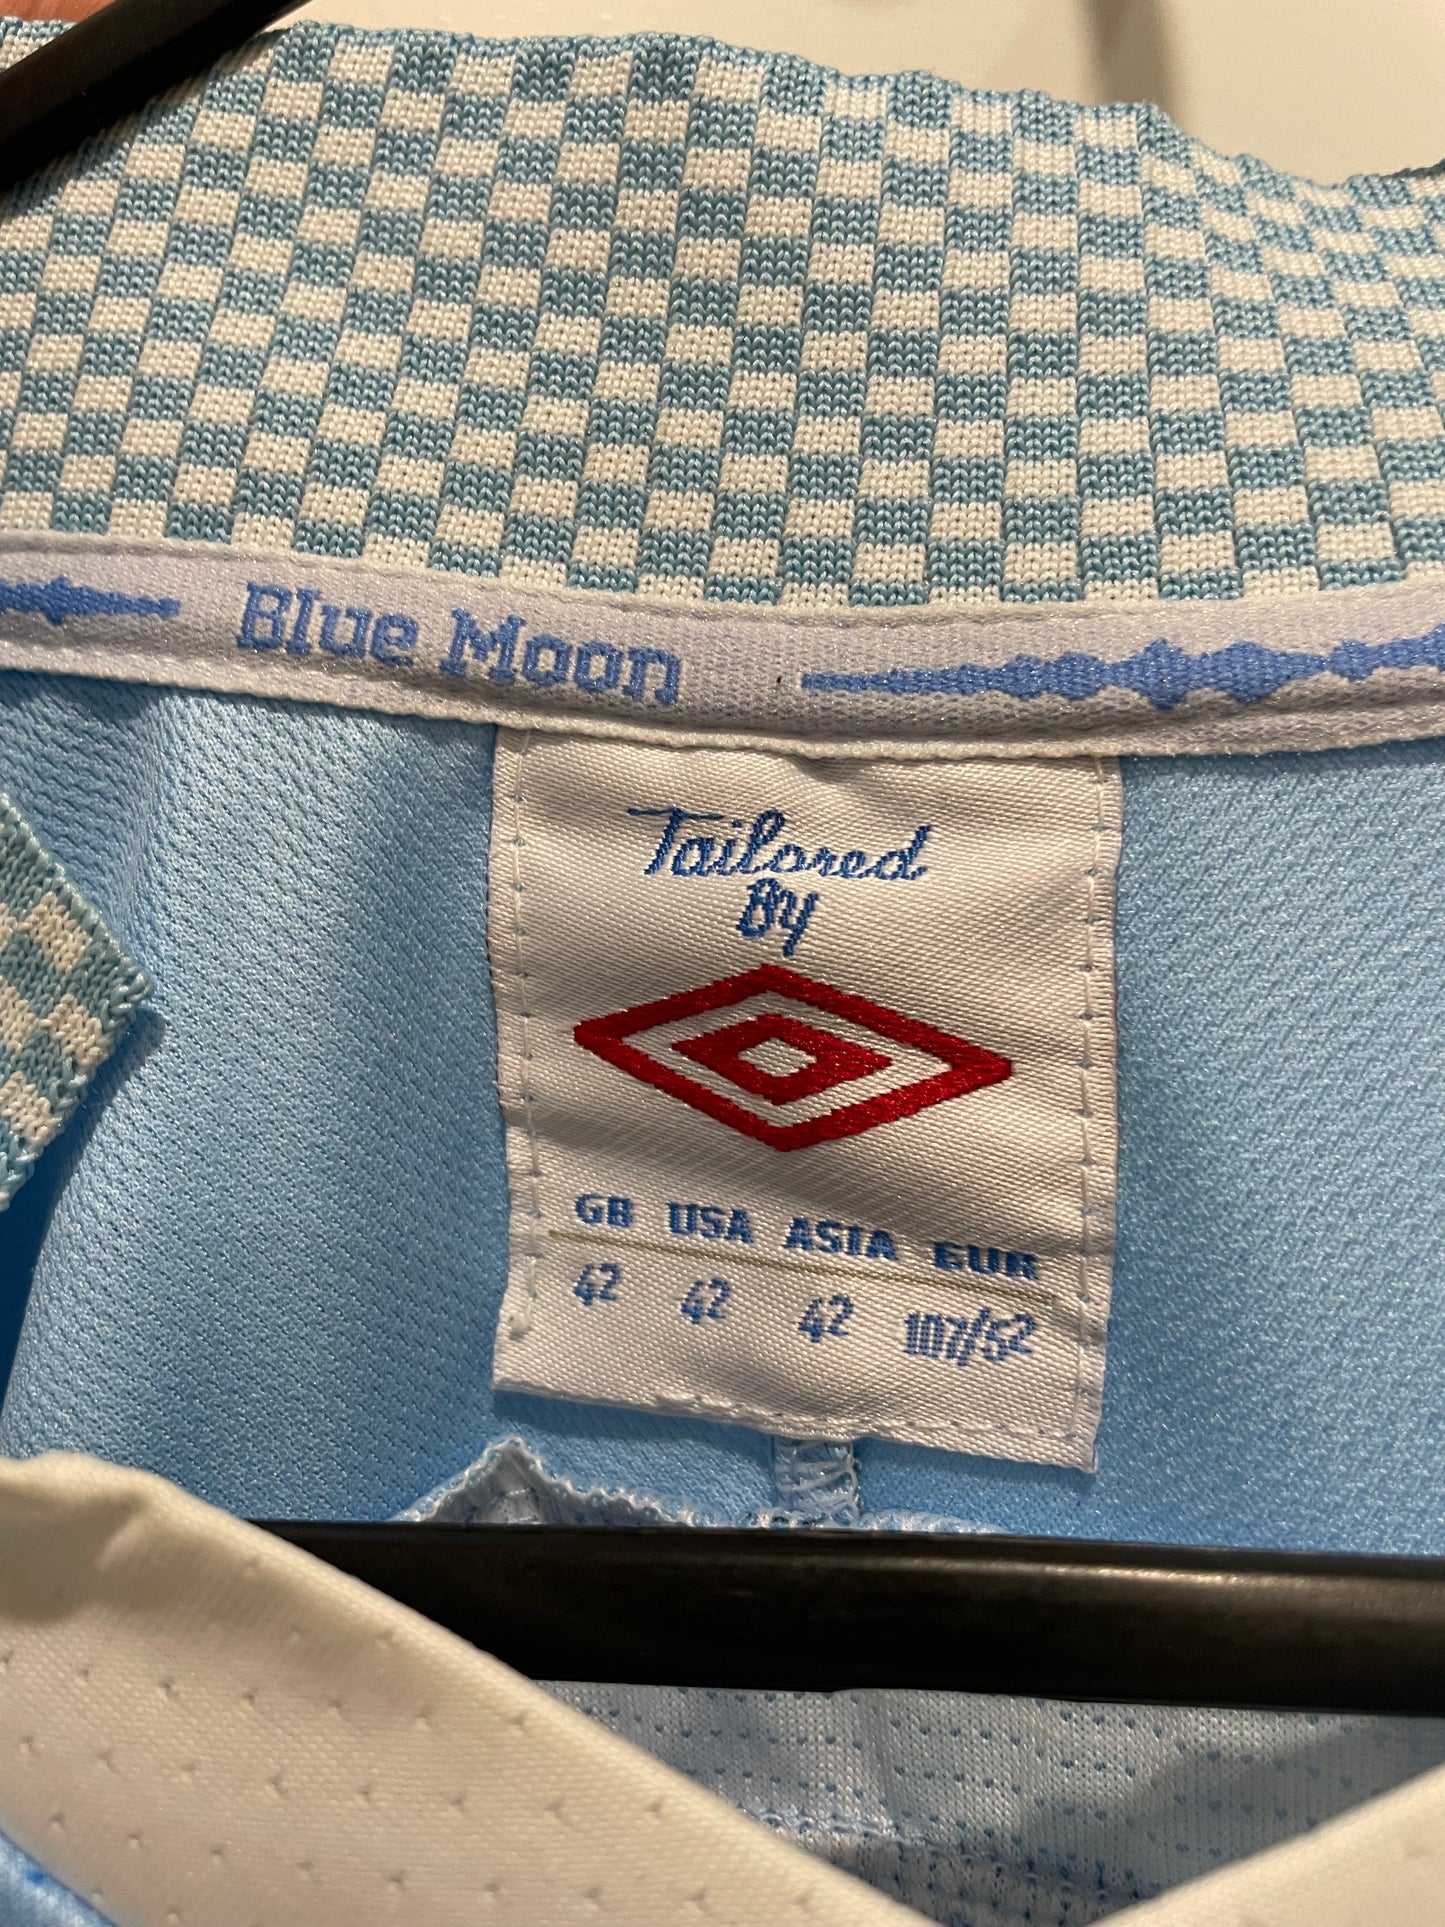 Blue Moon
Tailored
By
GB USA ASIA EUR
42 42 42 107/52